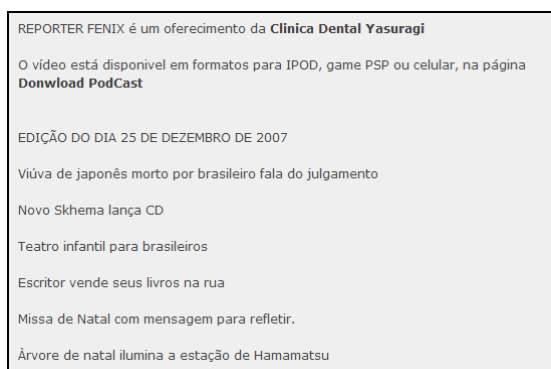 REPORTER FENIX é um oferecimento da Clinica Dental Yasuragi
O vídeo está disponivel em formatos para IPOD, game PSP ou celular, na página
Donwload PodCast
EDIÇÃO DO DIA 25 DE DEZEMBRO DE 2007
Viúva de japonês morto por brasileiro fala do julgamento
Novo Skhema lança CD
Teatro infantil para brasileiros
Escritor vende seus livros na rua
Missa de Natal com mensagem para refletir.
Àrvore de natal ilumina a estação de Hamamatsu